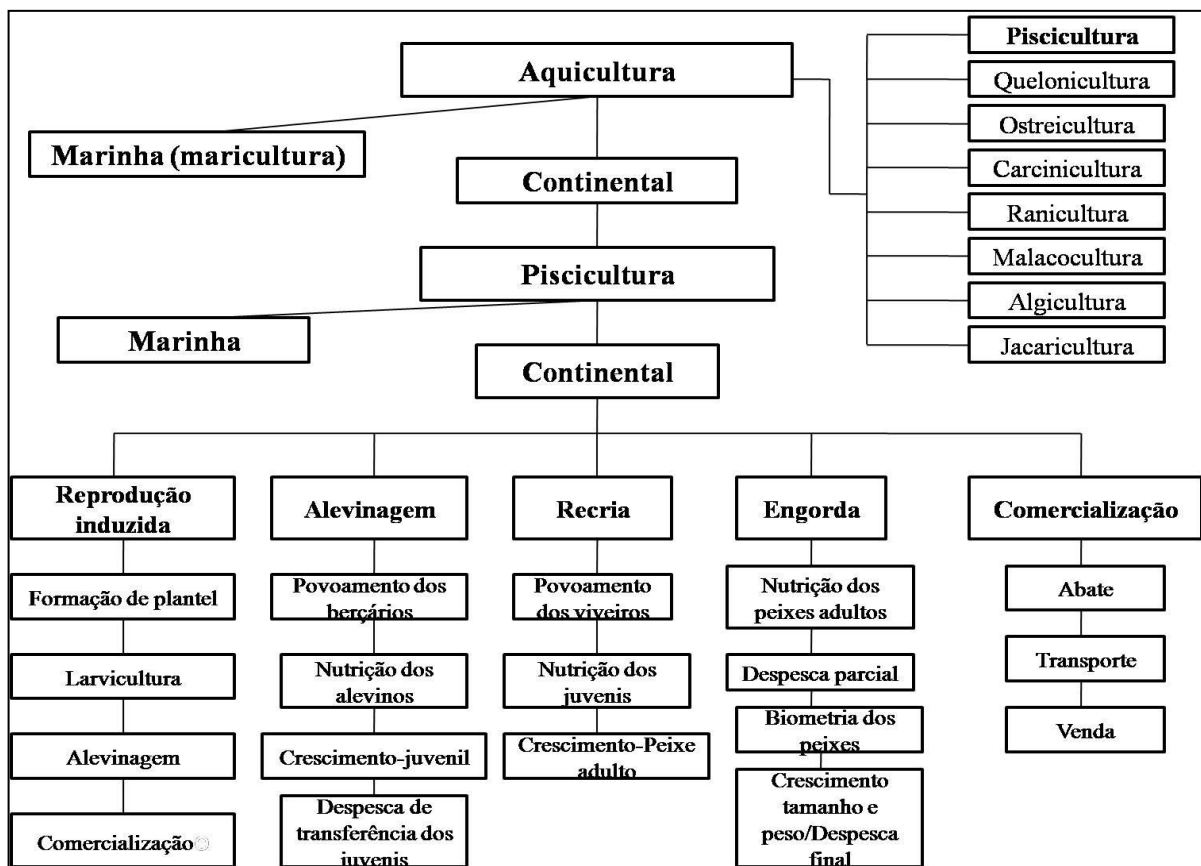 Aquicultura
Marinha (maricultura)
Continental
Piscicultura
Marinha
Continental
Piscicultura
Quelonicultura
Ostreicultura
Carcinicultura
Ranicultura
Malacocultura
Algicultura
Jacaricultura
Reprodução
induzida
Formação de plantel
Larvicultura
Alevinagem
Comercialização
Alevinagem
Povoamento dos
berçários
Nutrição dos
alevinos
Crescimento-juvenil
Despesca de
transferência dos
juvenis
Recria
Povoamento
dos viveiros
Nutrição dos
juvenis
Crescimento-Peixe
adulto
Engorda
Nutrição dos
peixes adultos
Despesca parcial
Biometria dos
peixes
Crescimento
tamanho e
peso/Despesca
final
Comercialização
Abate
Transporte
Venda